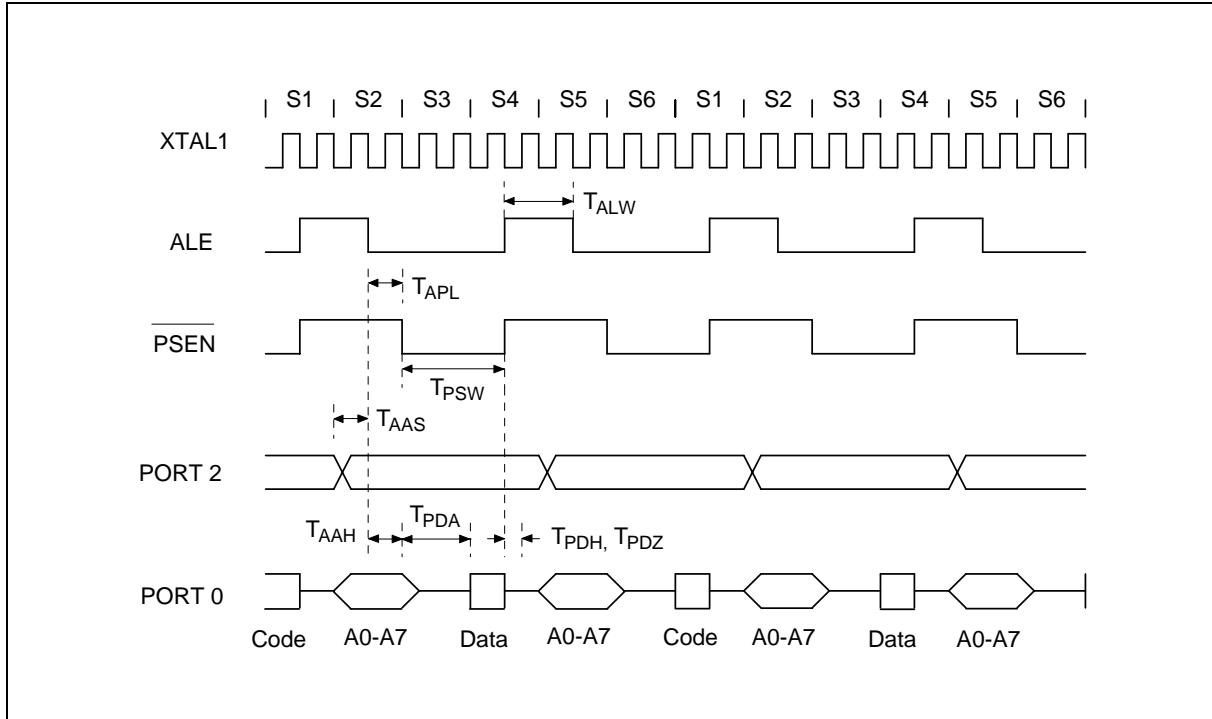 S1 S2 S3 S4 S5 S6 S1 S2 S3 S4 S5 S6
XTAL1
TALW
ALE
TAPL
PSEN
TPSW
TAAS
PORT 2
TAAH TPDA TPDH, TPDZ
PORT 0
Code A0-A7 Data A0-A7 Code A0-A7 Data A0-A7